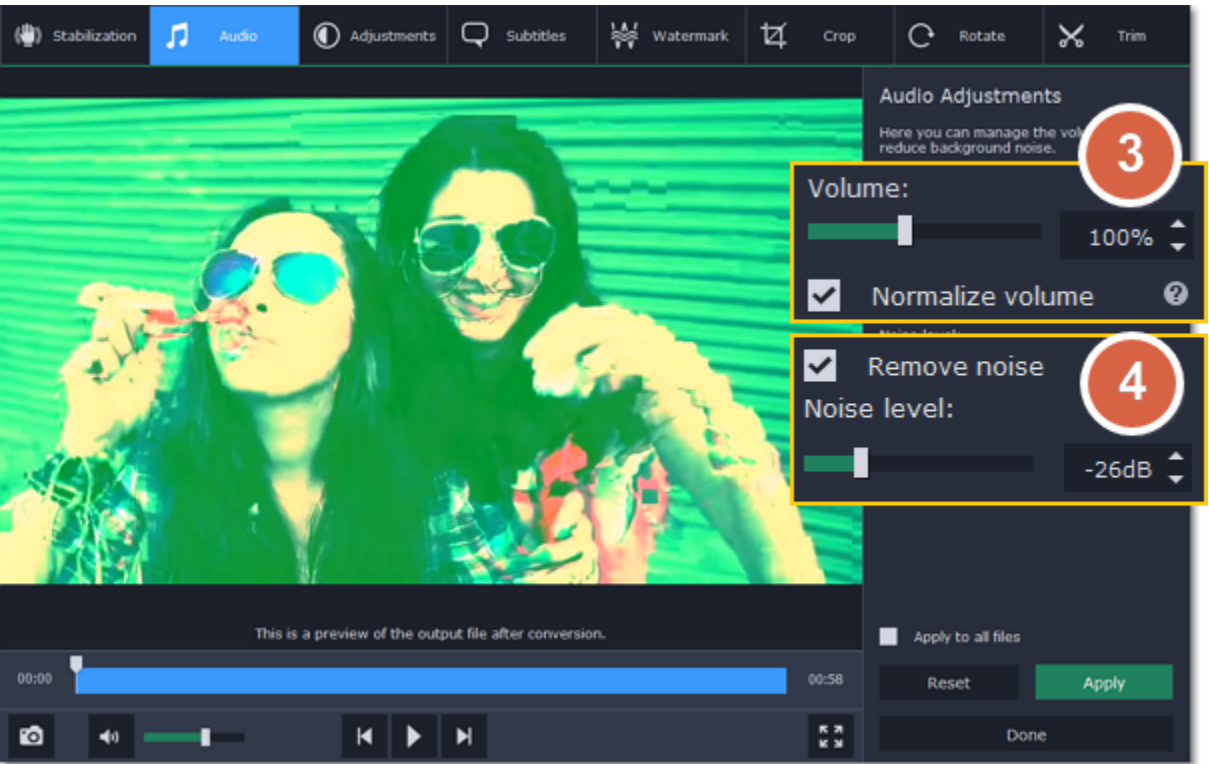 Stabilization
Audio
Adjustments
Subtitles
Watermark
Crop
Rotate
Trim
Audio Adjustments
Here you can manage the
reduce background noise.
3
Volume:
100%
Normalize volume
?
4
Remove noise
Noise level:
-26dB
This is a preview of the output file after conversion.
Apply to all files
00:00
00:58
Reset
Apply
Done